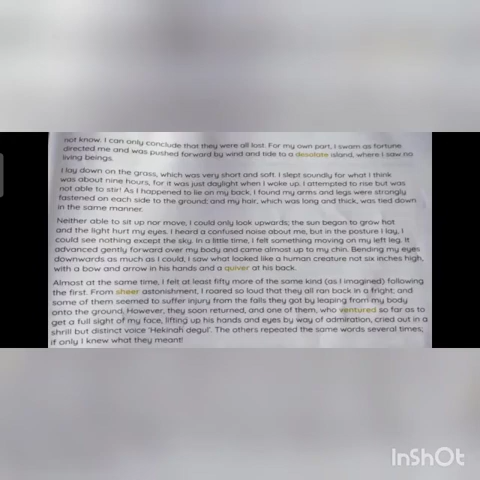 not know. I can only conclude that they were all lost. For my own part, I swam as fortune
directed me and was pushed forward by wind and tide to a desolate island, where I saw no
living beings.
I lay down on the grass, which was very short and soft. I slept soundly for what I think
was about nine hours, for it was just daylight when I woke up. I attempted to rise but was
not able to stir! As I happened to lie on my back, I found my arms and legs were strongly
fastened on each side to the ground; and my hair, which was long and thick, was tied down
in the same manner.
Neither able to sit up nor move, I could only look upwards; the sun began to grow hot
and the light hurt my eyes. I heard a confused noise about me, but in the posture I lay, I
could see nothing except the sky. In a little time, I felt something moving on my left leg. It
advanced gently forward over my body and came almost up to my chin. Bending my eyes
downwards as much as I could, I saw what looked like a human creature not six inches high,
with a bow and arrow in his hands and a quiver at his back.
Almost at the same time, I felt at least fifty more of the same kind (as I imagined) following
the first. From sheer astonishment, I roared so loud that they all ran back in a fright; and
some of them seemed to suffer injury from the falls they got by leaping from my body
onto the ground. However, they soon returned, and one of them, who ventured so far as to
get a full sight of my face, lifting up his hands and eyes by way of admiration, cried out in a
shrill but distinct voice 'Hekinah degul'. The others repeated the same words several times;
if only I knew what they meant!
InShOt